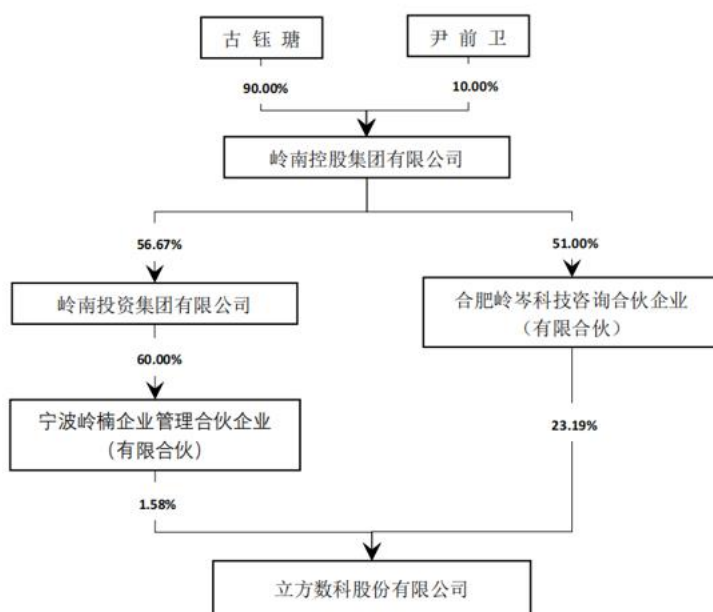 古 钰 瑭
尹 前 卫
90.00%
10.00%
岭南控股集团有限公司
56.67%
51.00%
岭南投资集团有限公司
合肥岭岑科技咨询合伙企业
（有限合伙）
60.00%
宁波岭楠企业管理合伙企业
（有限合伙）
23.19%
1.58%
立方数科股份有限公司